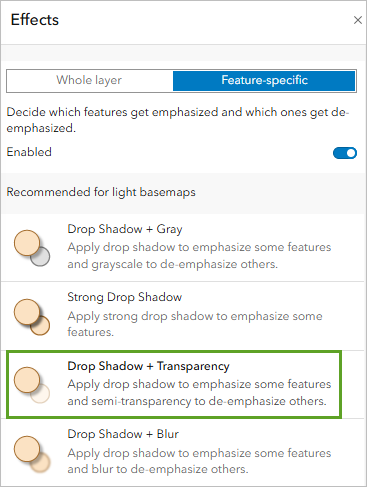 Effects
Whole layer
Feature-specific
Decide which features get emphasized and which ones get de-
emphasized.
Enabled
Recommended for light basemaps
Drop Shadow + Gray
Apply drop shadow to emphasize some features
and grayscale to de-emphasize others.
Strong Drop Shadow
Apply strong drop shadow to emphasize some
features.
Drop Shadow + Transparency
Apply drop shadow to emphasize some features
and semi-transparency to de-emphasize others.
Drop Shadow + Blur
Apply drop shadow to emphasize some features
and blur to de-emphasize others.